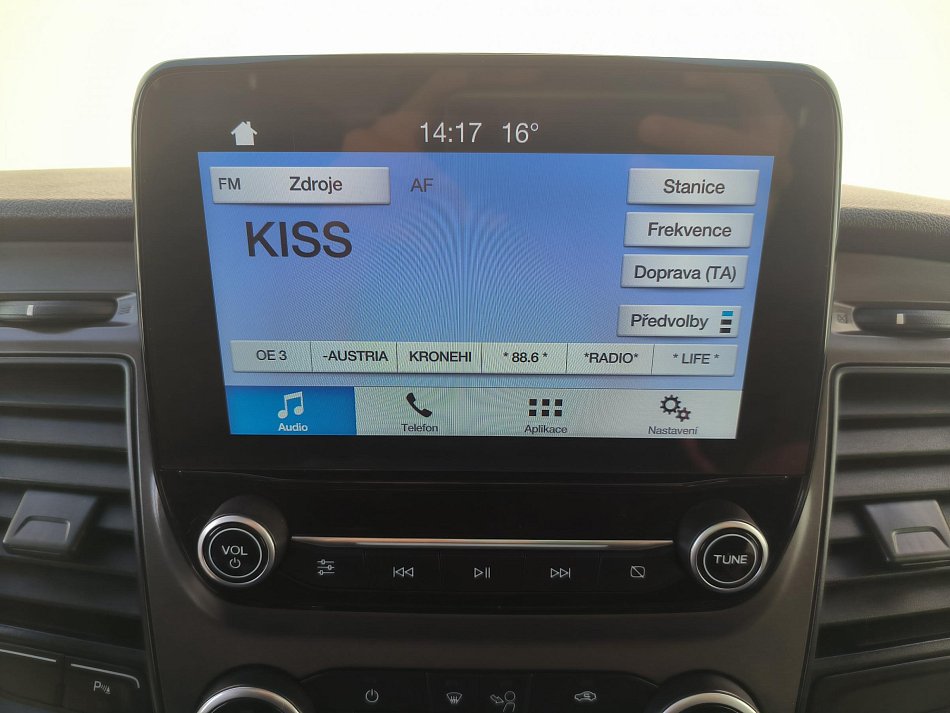 14:17 16°
FM Zdroje AF Stanice
KISS Frekvence
Doprava (TA)
Předvolby
OE 3 -AUSTRIA KRONEHI * 88.6 * *RADIO* * LIFE *
Audio Telefon Aplikace Nastavení
VOL TUNE
P